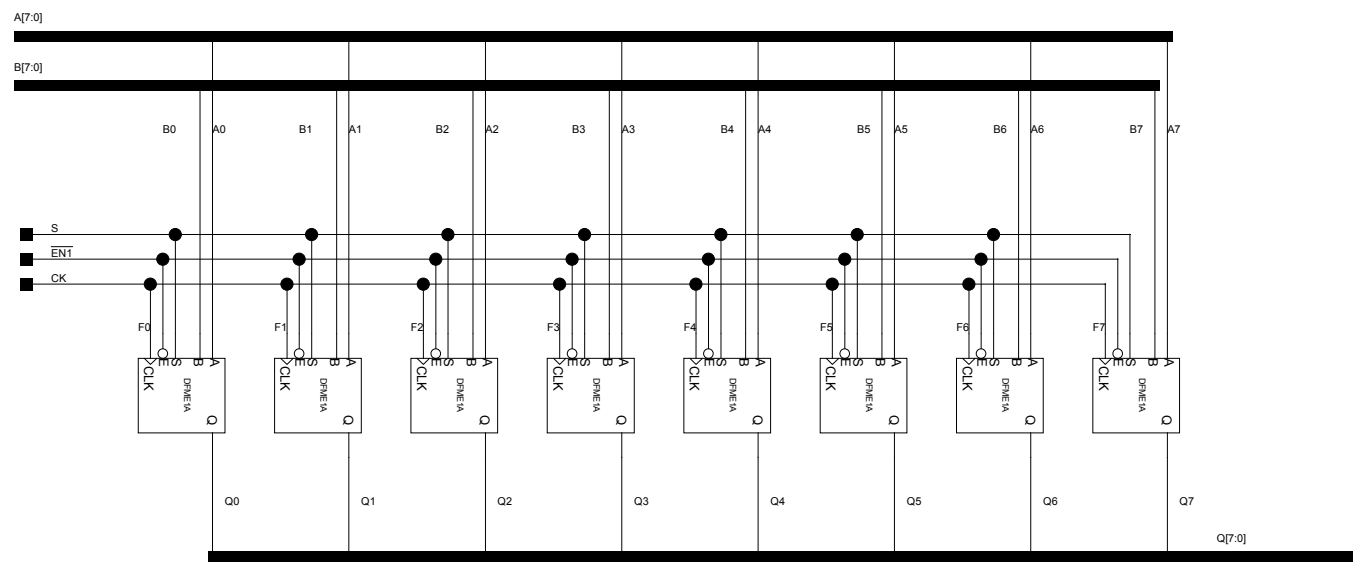 A[7:0]
B[7:0]
B0 A0 B1 A1 B2 A2 B3 A3 B4 A4 B5 A5 B6 A6 B7 A7
S
EN1
CK
F0 F1 F2 F3 F4 F5 F6 F7
E S B A E S B A E S B A E S B A E S B A E S B A E S B A E S B A
CLK DFME1A CLK DFME1A CLK DFME1A CLK DFME1A CLK DFME1A CLK DFME1A CLK DFME1A CLK DFME1A
Q Q Q Q Q Q Q Q
Q0 Q1 Q2 Q3 Q4 Q5 Q6 Q7
Q[7:0]